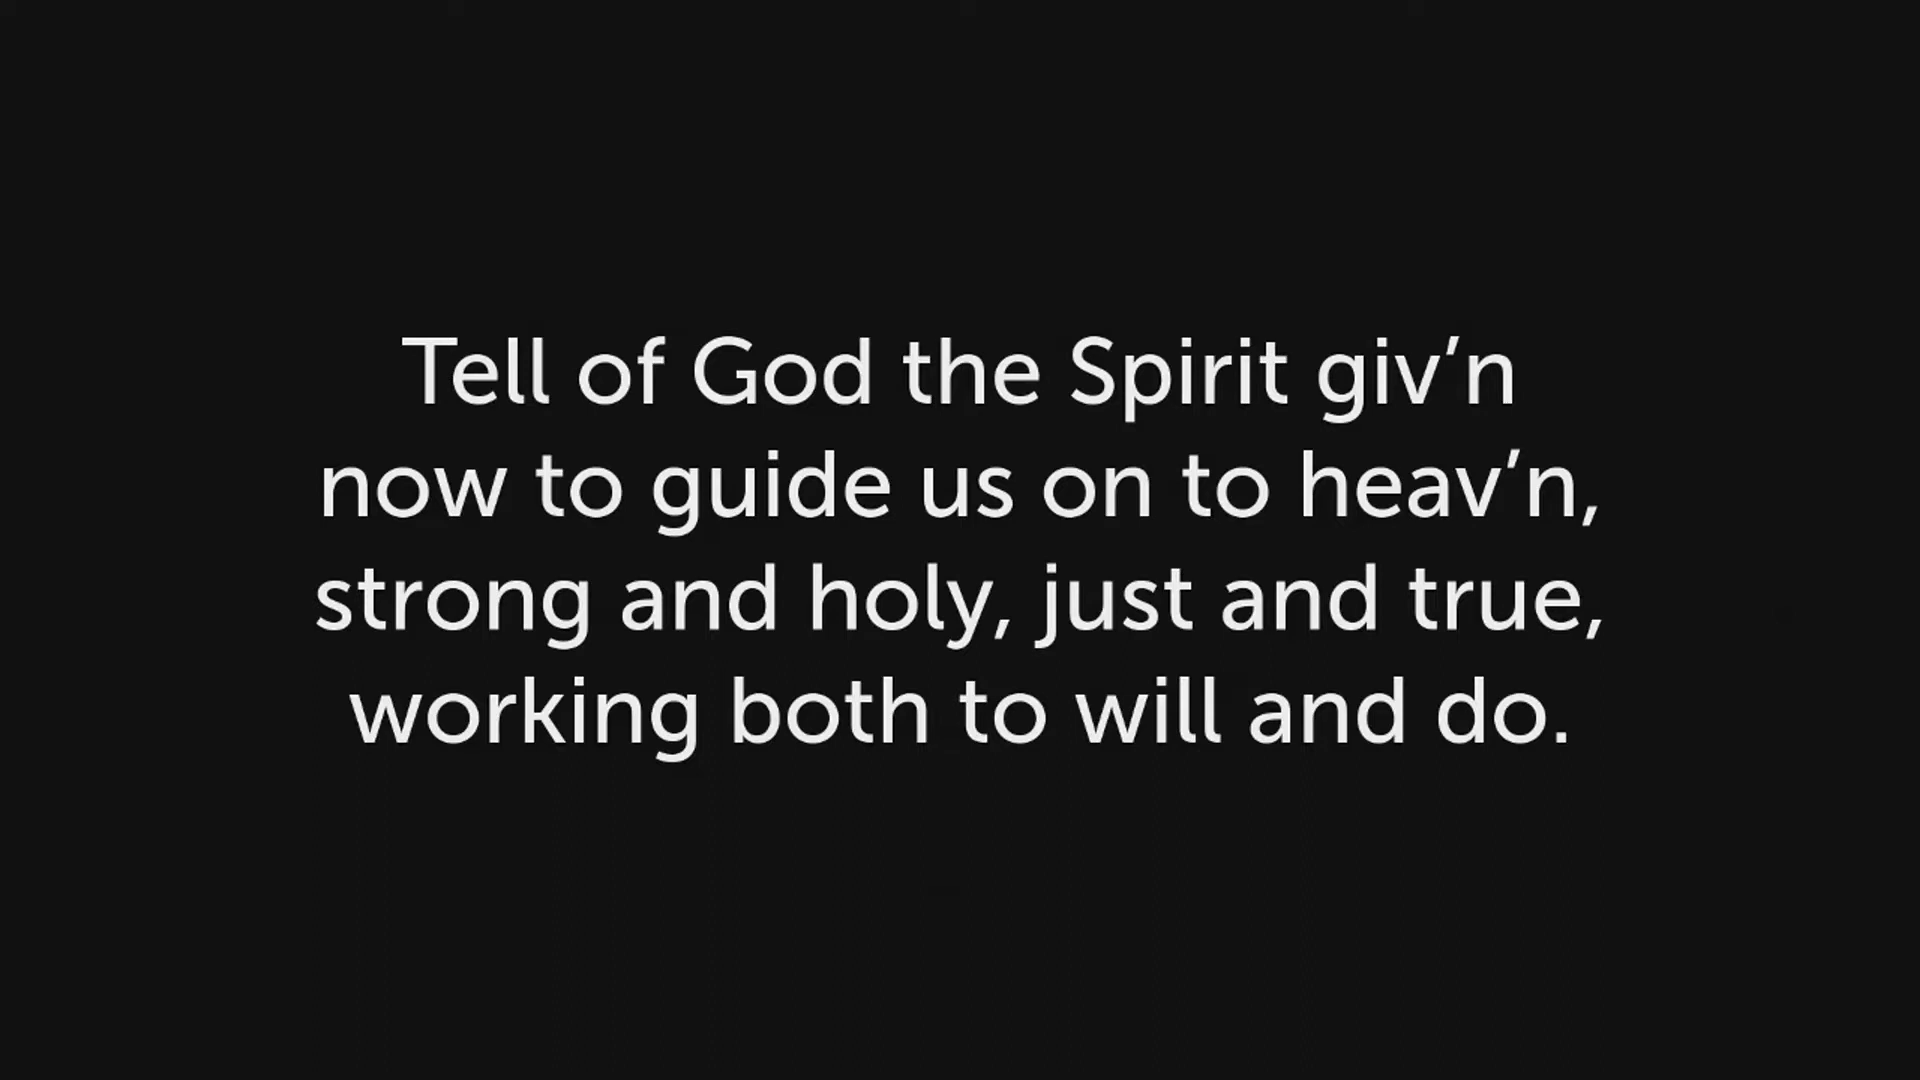 Tell of God the Spirit giv’n
now to guide us on to heav’n,
strong and holy, just and true,
working both to will and do.